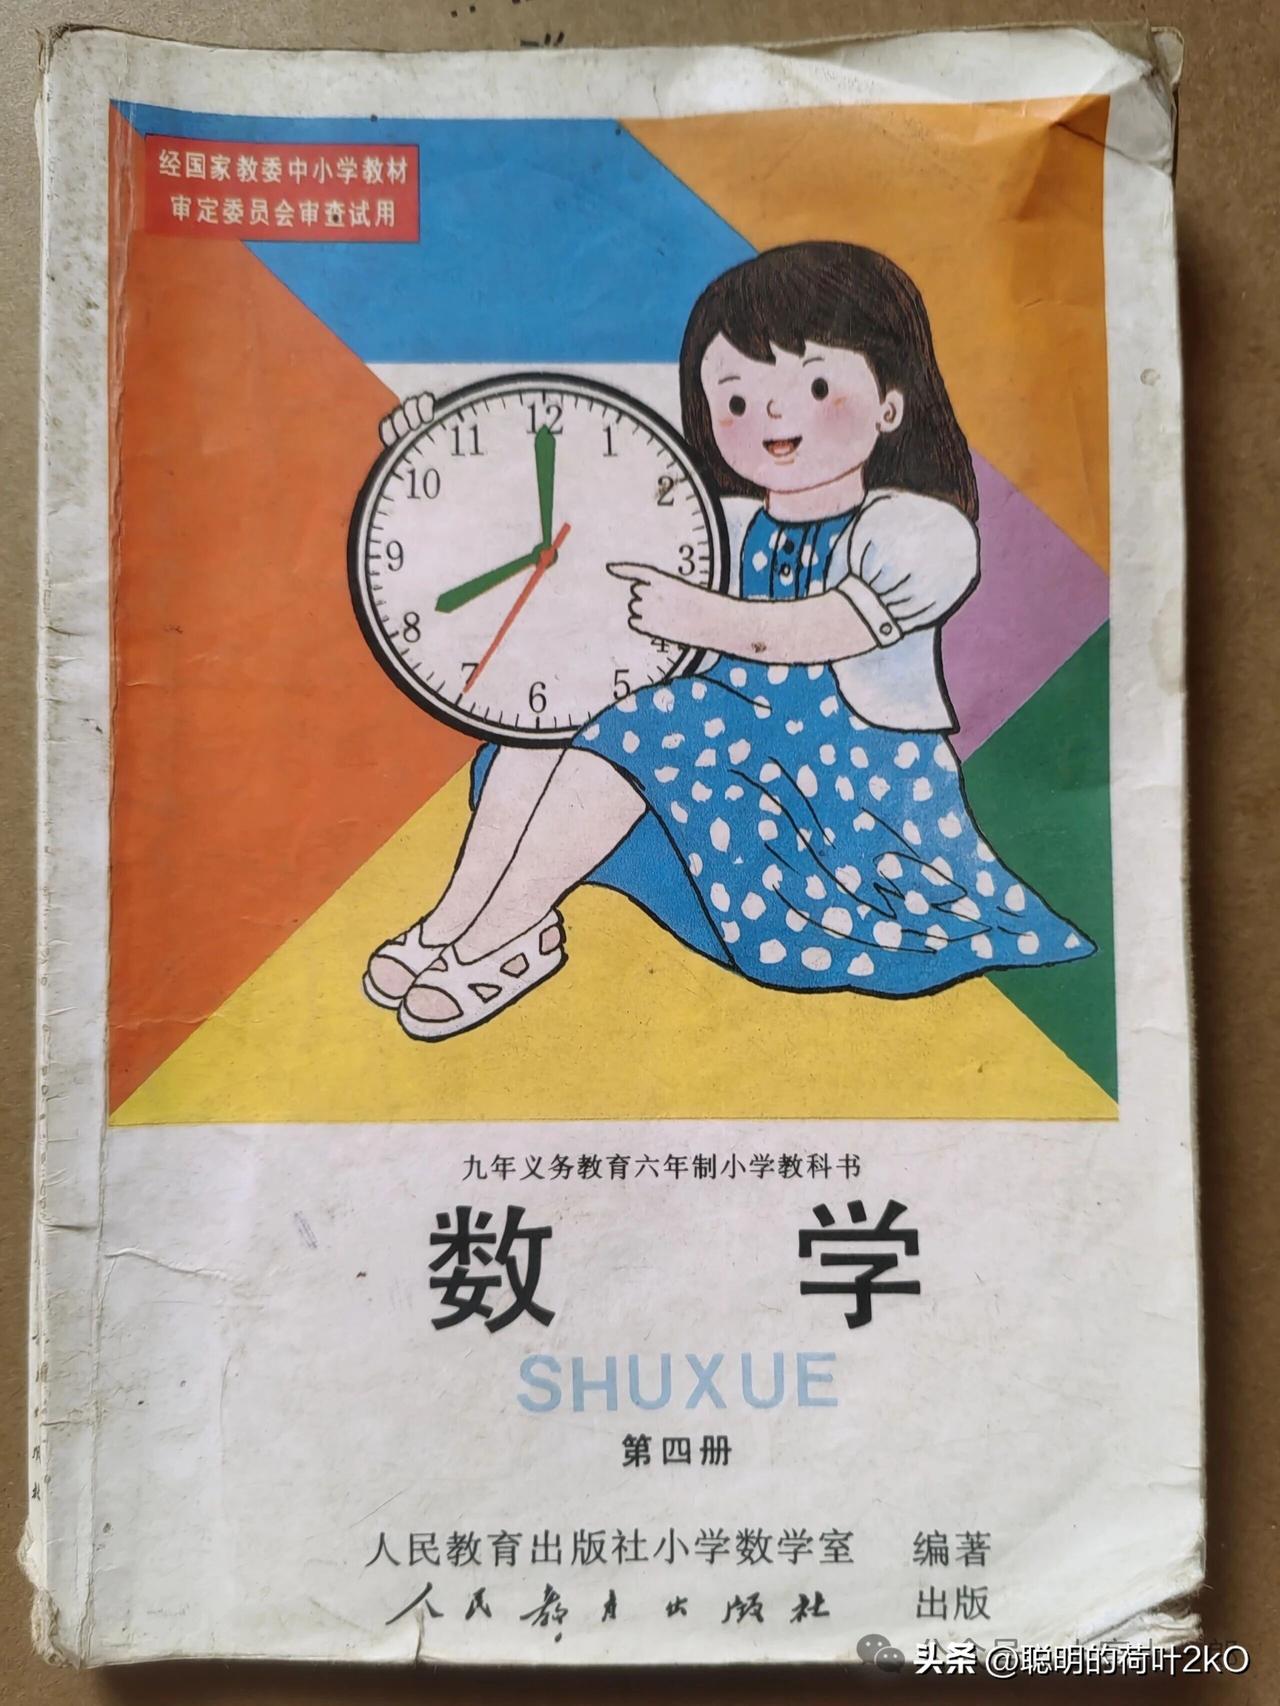 经国家教委中小学教材
审定委员会审查试用
12
11
1
10
2
9
3
8
4
7
6
5
九年义务教育六年制小学教科书
数 学
SHUXUE
第四册
人民教育出版社小学数学室 编著
人民教育出版社 出版
头条 @聪明的荷叶2kO